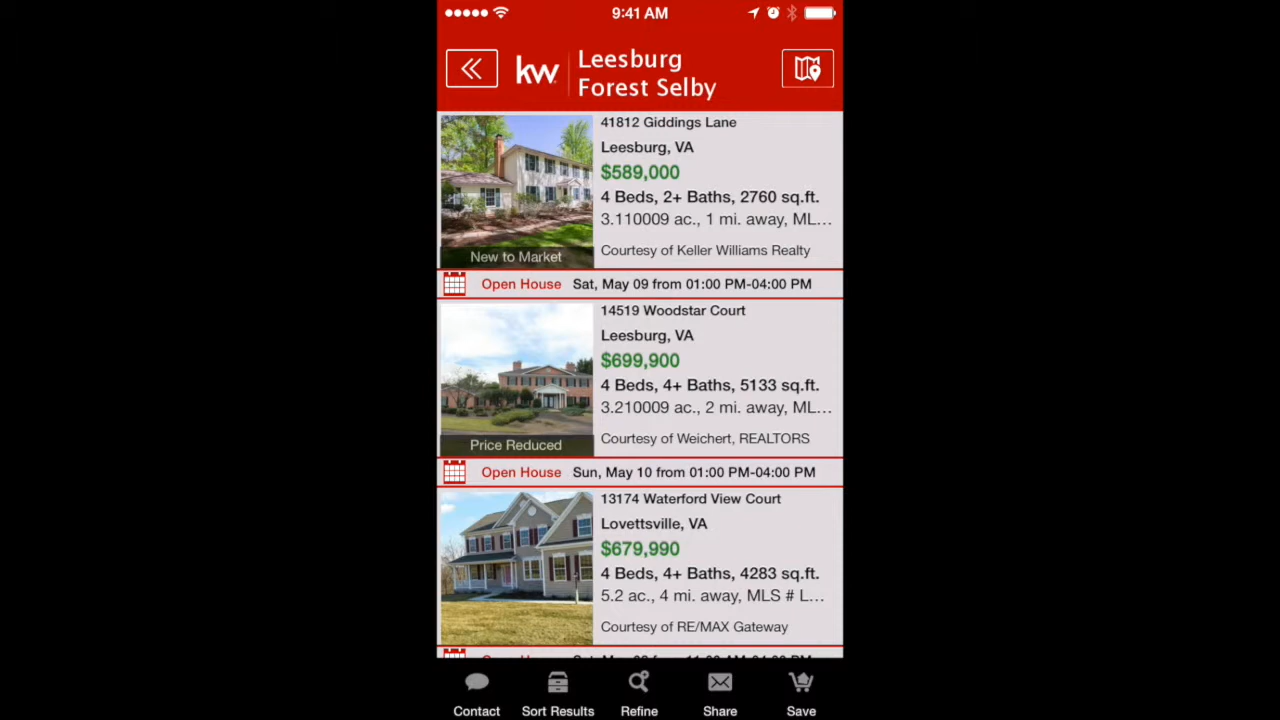 9:41 AM
kw
Leesburg
Forest Selby
41812 Giddings Lane
Leesburg, VA
$589,000
4 Beds, 2+ Baths, 2760 sq.ft.
3.110009 ac., 1 mi. away, ML...
Courtesy of Keller Williams Realty
New to Market
Open House Sat, May 09 from 01:00 PM-04:00 PM
14519 Woodstar Court
Leesburg, VA
$699,900
4 Beds, 4+ Baths, 5133 sq.ft.
3.210009 ac., 2 mi. away, ML...
Courtesy of Weichert, REALTORS
Price Reduced
Open House Sun, May 10 from 01:00 PM-04:00 PM
13174 Waterford View Court
Lovettsville, VA
$679,990
4 Beds, 4+ Baths, 4283 sq.ft.
5.2 ac., 4 mi. away, MLS # L...
Courtesy of RE/MAX Gateway
Contact Sort Results Refine Share Save